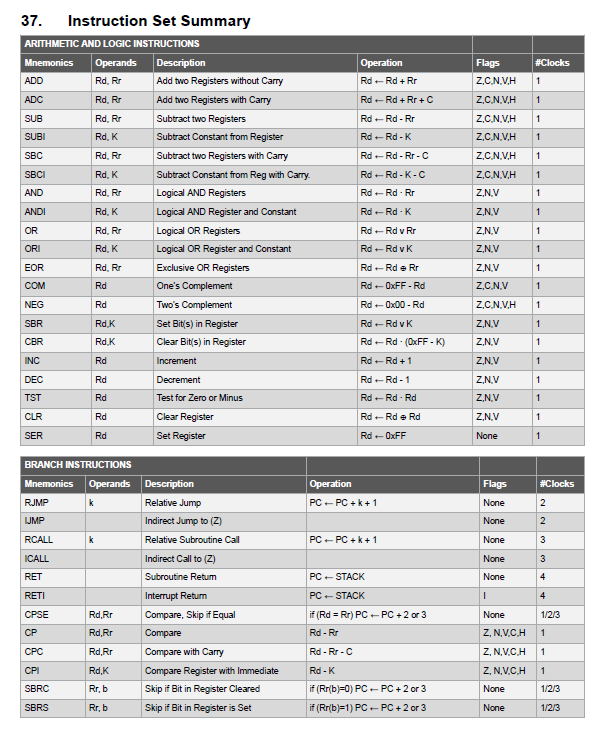 37. Instruction Set Summary
ARITHMETIC AND LOGIC INSTRUCTIONS
Mnemonics Operands Description Operation Flags #Clocks
ADD Rd, Rr Add two Registers without Carry Rd ← Rd + Rr Z,C,N,V,H 1
ADC Rd, Rr Add two Registers with Carry Rd ← Rd + Rr + C Z,C,N,V,H 1
SUB Rd, Rr Subtract two Registers Rd ← Rd - Rr Z,C,N,V,H 1
SUBI Rd, K Subtract Constant from Register Rd ← Rd - K Z,C,N,V,H 1
SBC Rd, Rr Subtract two Registers with Carry Rd ← Rd - Rr - C Z,C,N,V,H 1
SBCI Rd, K Subtract Constant from Reg with Carry. Rd ← Rd - K - C Z,C,N,V,H 1
AND Rd, Rr Logical AND Registers Rd ← Rd · Rr Z,N,V 1
ANDI Rd, K Logical AND Register and Constant Rd ← Rd · K Z,N,V 1
OR Rd, Rr Logical OR Registers Rd ← Rd v Rr Z,N,V 1
ORI Rd, K Logical OR Register and Constant Rd ← Rd v K Z,N,V 1
EOR Rd, Rr Exclusive OR Registers Rd ← Rd ⊕ Rr Z,N,V 1
COM Rd One's Complement Rd ← 0xFF - Rd Z,C,N,V 1
NEG Rd Two's Complement Rd ← 0x00 - Rd Z,C,N,V,H 1
SBR Rd,K Set Bit(s) in Register Rd ← Rd v K Z,N,V 1
CBR Rd,K Clear Bit(s) in Register Rd ← Rd · (0xFF - K) Z,N,V 1
INC Rd Increment Rd ← Rd + 1 Z,N,V 1
DEC Rd Decrement Rd ← Rd - 1 Z,N,V 1
TST Rd Test for Zero or Minus Rd ← Rd · Rd Z,N,V 1
CLR Rd Clear Register Rd ← Rd ⊕ Rd Z,N,V 1
SER Rd Set Register Rd ← 0xFF None 1
BRANCH INSTRUCTIONS
Mnemonics Operands Description Operation Flags #Clocks
RJMP k Relative Jump PC ← PC + k + 1 None 2
IJMP Indirect Jump to (Z) None 2
RCALL k Relative Subroutine Call PC ← PC + k + 1 None 3
ICALL Indirect Call to (Z) None 3
RET Subroutine Return PC ← STACK None 4
RETI Interrupt Return PC ← STACK I 4
CPSE Rd,Rr Compare, Skip if Equal if (Rd = Rr) PC ← PC + 2 or 3 None 1/2/3
CP Rd,Rr Compare Rd - Rr Z, N,V,C,H 1
CPC Rd,Rr Compare with Carry Rd - Rr - C Z, N,V,C,H 1
CPI Rd,K Compare Register with Immediate Rd - K Z, N,V,C,H 1
SBRC Rr, b Skip if Bit in Register Cleared if (Rr(b)=0) PC ← PC + 2 or 3 None 1/2/3
SBRS Rr, b Skip if Bit in Register is Set if (Rr(b)=1) PC ← PC + 2 or 3 None 1/2/3